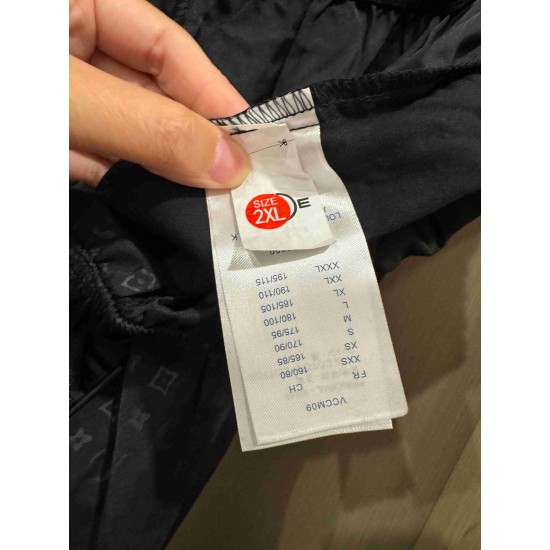 SIZE
2XL
E
VCCM09
FR CH
XXS 160/80
XS 165/85
S 170/90
M 175/95
L 180/100
XL 185/105
XXL 190/110
XXXL 195/115